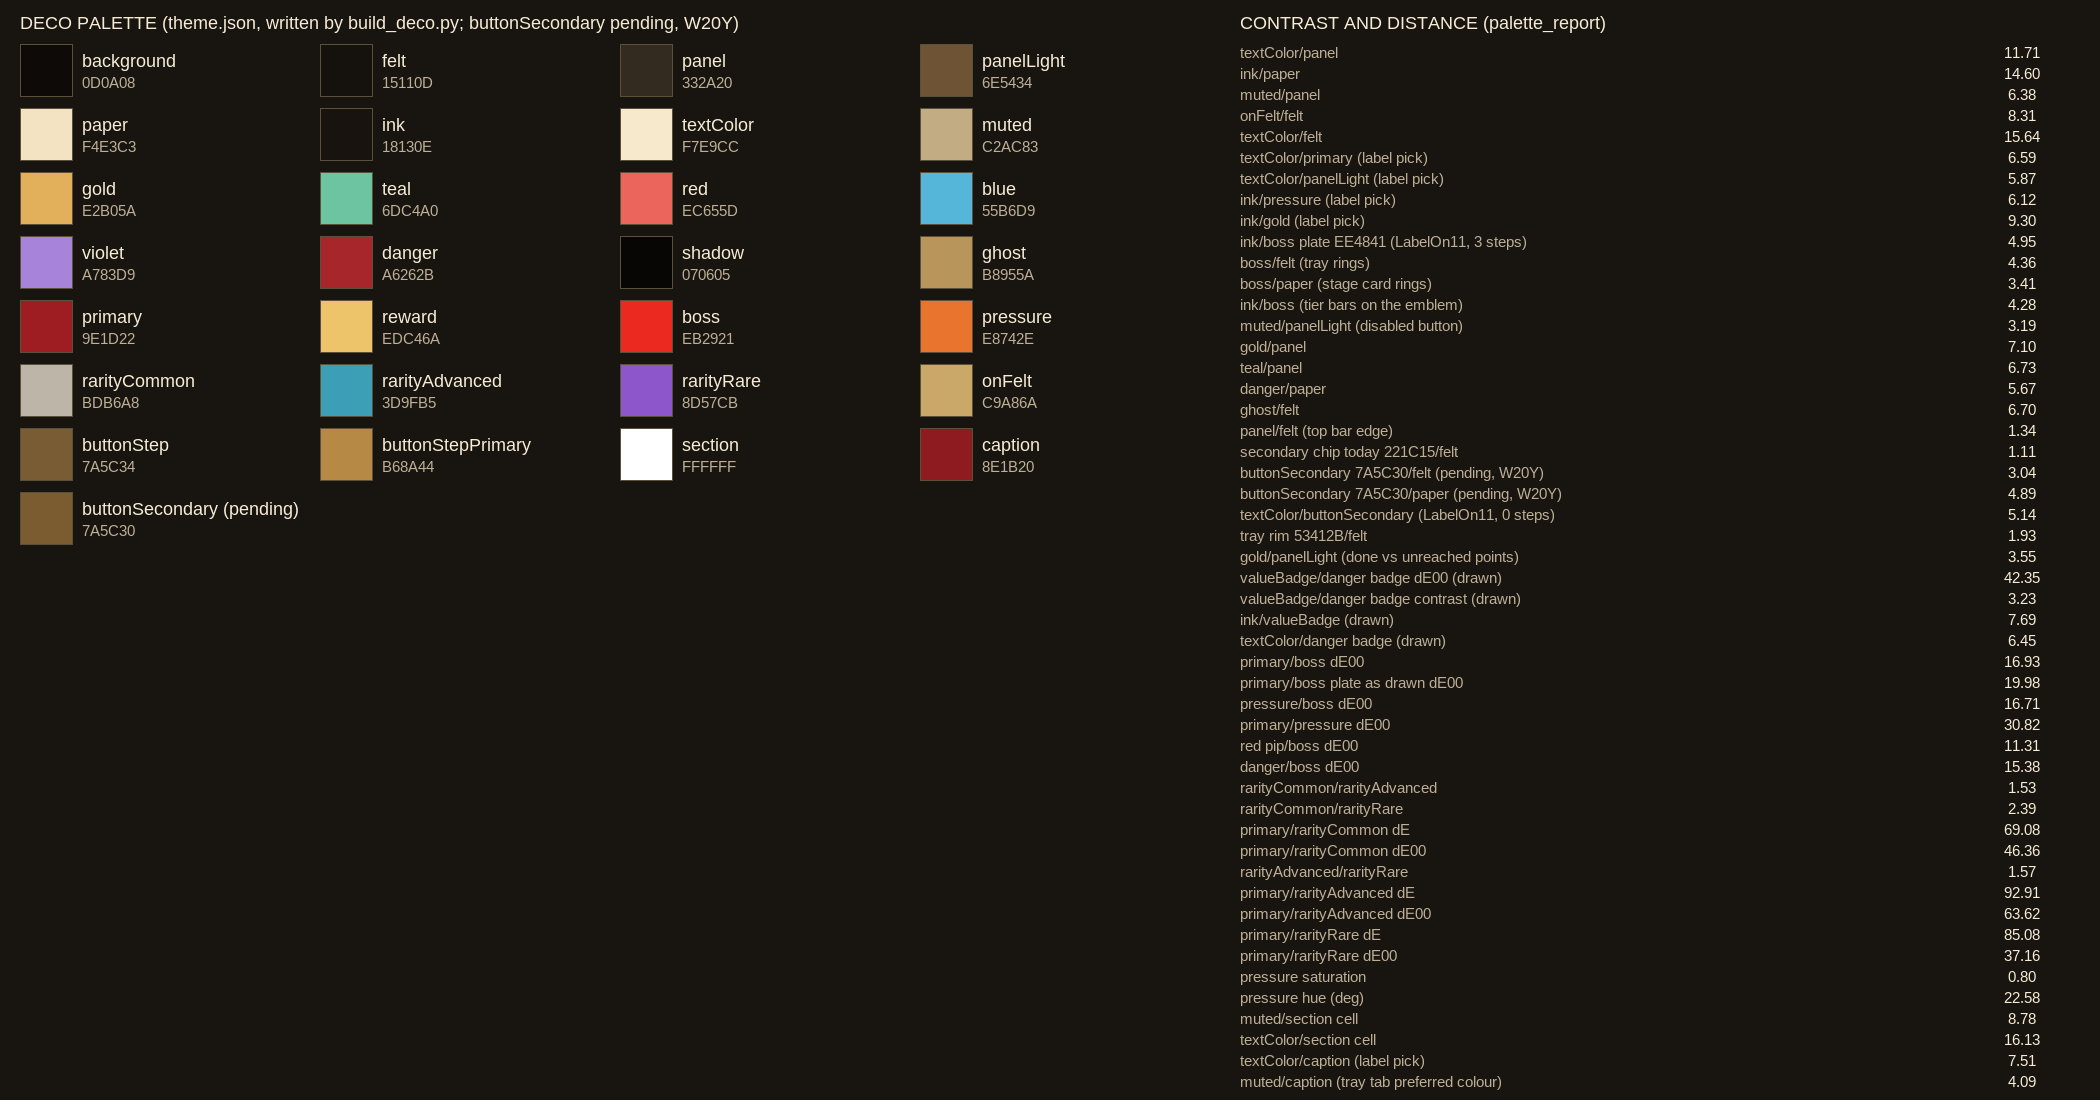 DECO PALETTE (theme.json, written by build_deco.py; buttonSecondary pending, W20Y)
background
0D0A08
felt
15110D
panel
332A20
panelLight
6E5434
paper
F4E3C3
ink
18130E
textColor
F7E9CC
muted
C2AC83
gold
E2B05A
teal
6DC4A0
red
EC655D
blue
55B6D9
violet
A783D9
danger
A6262B
shadow
070605
ghost
B8955A
primary
9E1D22
reward
EDC46A
boss
EB2921
pressure
E8742E
rarityCommon
BDB6A8
rarityAdvanced
3D9FB5
rarityRare
8D57CB
onFelt
C9A86A
buttonStep
7A5C34
buttonStepPrimary
B68A44
section
FFFFFF
caption
8E1B20
buttonSecondary (pending)
7A5C30
CONTRAST AND DISTANCE (palette_report)
textColor/panel 11.71
ink/paper 14.60
muted/panel 6.38
onFelt/felt 8.31
textColor/felt 15.64
textColor/primary (label pick) 6.59
textColor/panelLight (label pick) 5.87
ink/pressure (label pick) 6.12
ink/gold (label pick) 9.30
ink/boss plate EE4841 (LabelOn11, 3 steps) 4.95
boss/felt (tray rings) 4.36
boss/paper (stage card rings) 3.41
ink/boss (tier bars on the emblem) 4.28
muted/panelLight (disabled button) 3.19
gold/panel 7.10
teal/panel 6.73
danger/paper 5.67
ghost/felt 6.70
panel/felt (top bar edge) 1.34
secondary chip today 221C15/felt 1.11
buttonSecondary 7A5C30/felt (pending, W20Y) 3.04
buttonSecondary 7A5C30/paper (pending, W20Y) 4.89
textColor/buttonSecondary (LabelOn11, 0 steps) 5.14
tray rim 53412B/felt 1.93
gold/panelLight (done vs unreached points) 3.55
valueBadge/danger badge dE00 (drawn) 42.35
valueBadge/danger badge contrast (drawn) 3.23
ink/valueBadge (drawn) 7.69
textColor/danger badge (drawn) 6.45
primary/boss dE00 16.93
primary/boss plate as drawn dE00 19.98
pressure/boss dE00 16.71
primary/pressure dE00 30.82
red pip/boss dE00 11.31
danger/boss dE00 15.38
rarityCommon/rarityAdvanced 1.53
rarityCommon/rarityRare 2.39
primary/rarityCommon dE 69.08
primary/rarityCommon dE00 46.36
rarityAdvanced/rarityRare 1.57
primary/rarityAdvanced dE 92.91
primary/rarityAdvanced dE00 63.62
primary/rarityRare dE 85.08
primary/rarityRare dE00 37.16
pressure saturation 0.80
pressure hue (deg) 22.58
muted/section cell 8.78
textColor/section cell 16.13
textColor/caption (label pick) 7.51
muted/caption (tray tab preferred colour) 4.09